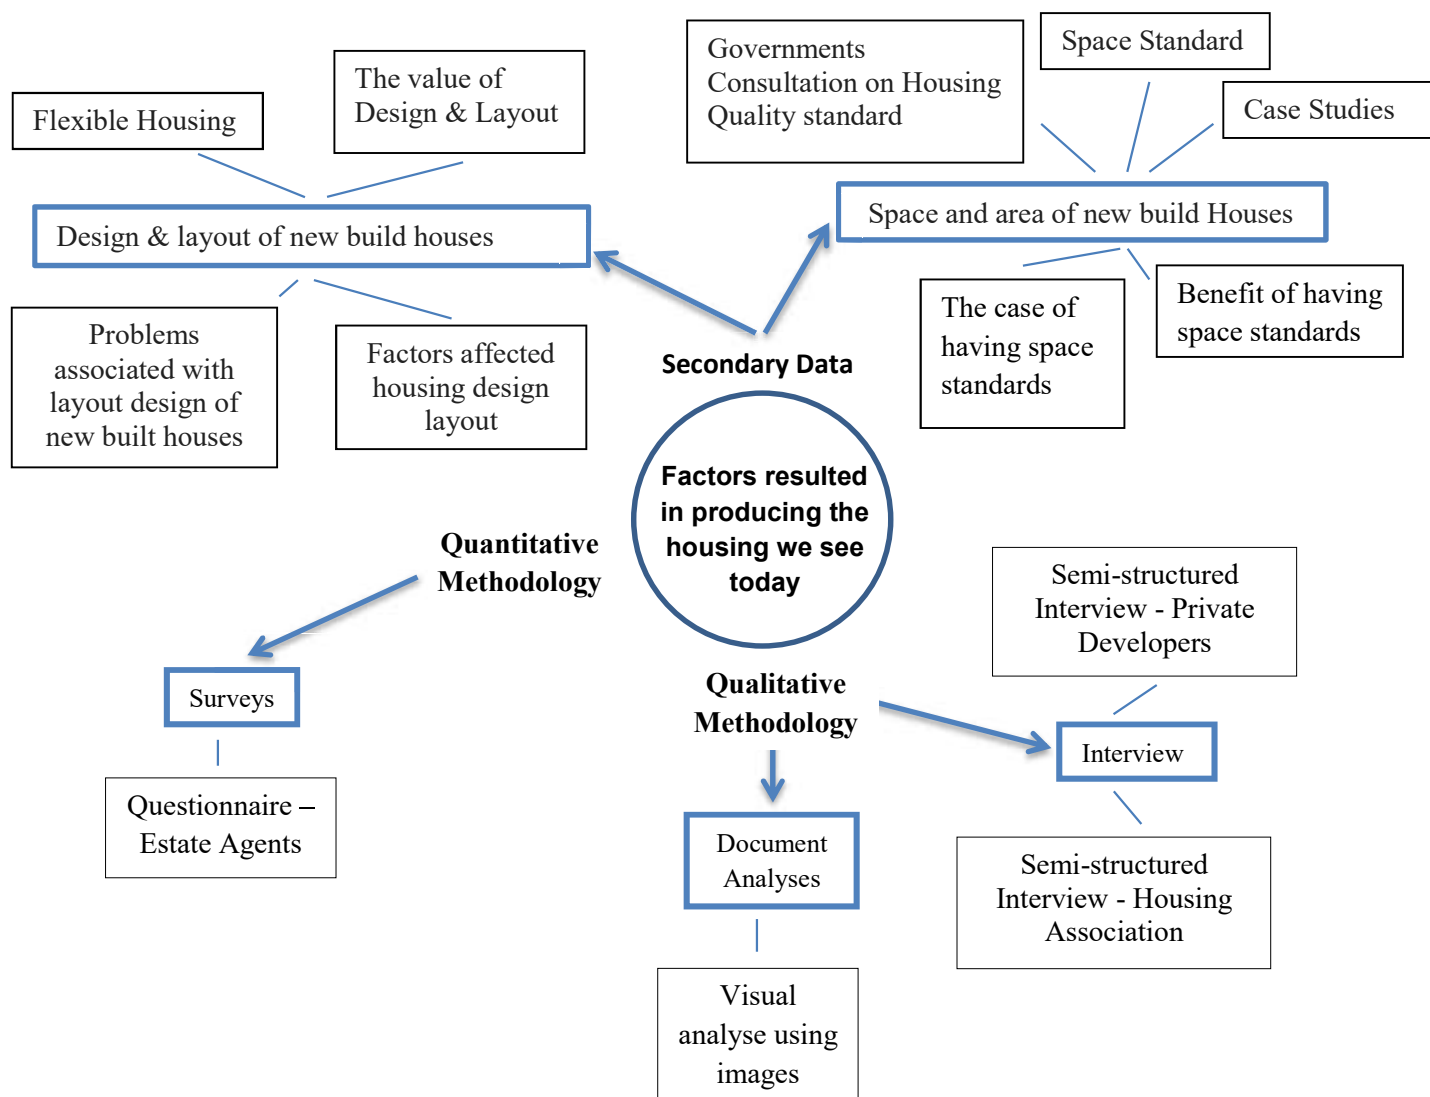 Flexible Housing
The value of
Design & Layout
Governments
Consultation on Housing
Quality standard
Space Standard
Case Studies
Design & layout of new build houses
Space and area of new build Houses
Problems
associated with
layout design of
new built houses
Factors affected
housing design
layout
The case of
having space
standards
Benefit of having
space standards
Secondary Data
Factors resulted
in producing the
housing we see
today
Quantitative
Methodology
Surveys
Questionnaire –
Estate Agents
Qualitative
Methodology
Document
Analyses
Visual
analyse using
images
Semi-structured
Interview - Private
Developers
Interview
Semi-structured
Interview - Housing
Association